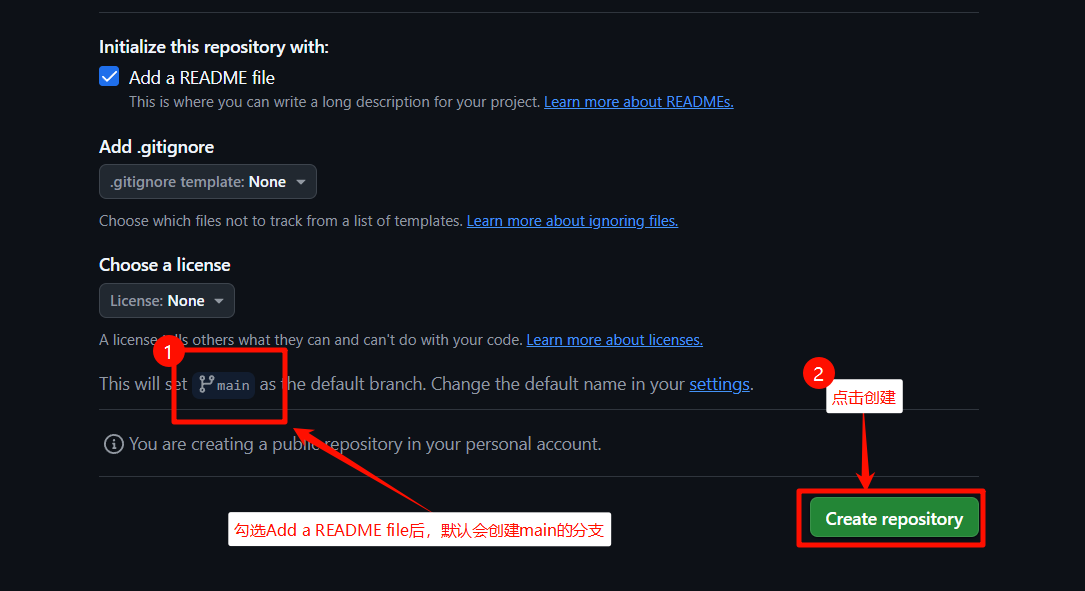 Initialize this repository with:
Add a README file
This is where you can write a long description for your project. Learn more about READMEs.
Add .gitignore
.gitignore template: None
Choose which files not to track from a list of templates. Learn more about ignoring files.
Choose a license
License: None
A license tells others what they can and can't do with your code. Learn more about licenses.
1
This will set main as the default branch. Change the default name in your settings.
2
点击创建
You are creating a public repository in your personal account.
勾选Add a README file后，默认会创建main的分支
Create repository